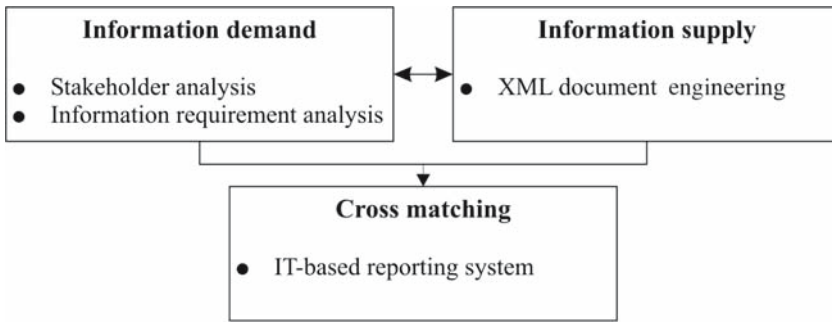 Information demand
● Stakeholder analysis
● Information requirement analysis
Information supply
● XML document engineering
Cross matching
● IT-based reporting system